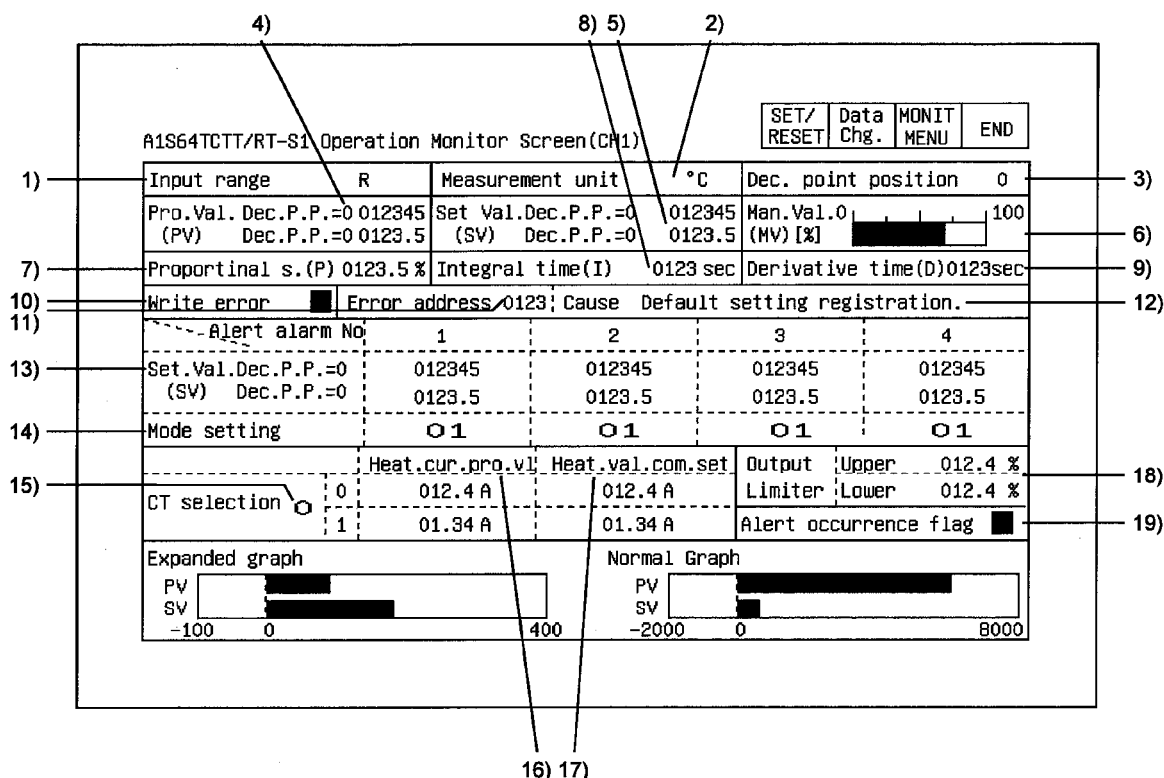 4) 8) 5) 2)
SET/ RESET Data Chg. MONIT MENU END
A1S64TCTT/RT-S1 Operation Monitor Screen(CH1)
1) Input range R Measurement unit °C Dec. point position 0 3)
Pro.Val. Dec.P.P.=0 012345 Set Val.Dec.P.P.=0 012345 Man.Val.0 100
(PV) Dec.P.P.=0 0123.5 (SV) Dec.P.P.=0 0123.5 (MV)[%] 6)
7) Proportinal s.(P) 0123.5 % Integral time(I) 0123 sec Derivative time(D)0123sec 9)
10) Write error Error address 0123 Cause Default setting registration. 12)
11) Alert alarm No 1 2 3 4
13) Set.Val.Dec.P.P.=0 012345 012345 012345 012345
(SV) Dec.P.P.=0 0123.5 0123.5 0123.5 0123.5
14) Mode setting 01 01 01 01
Heat.cur.pro.vl Heat.val.com.set Output Upper 012.4 %
15) CT selection 0 0 012.4 A 012.4 A Limiter Lower 012.4 % 18)
1 01.34 A 01.34 A Alert occurrence flag 19)
Expanded graph Normal Graph
PV PV
SV SV
-100 0 400 -2000 0 8000
16) 17)